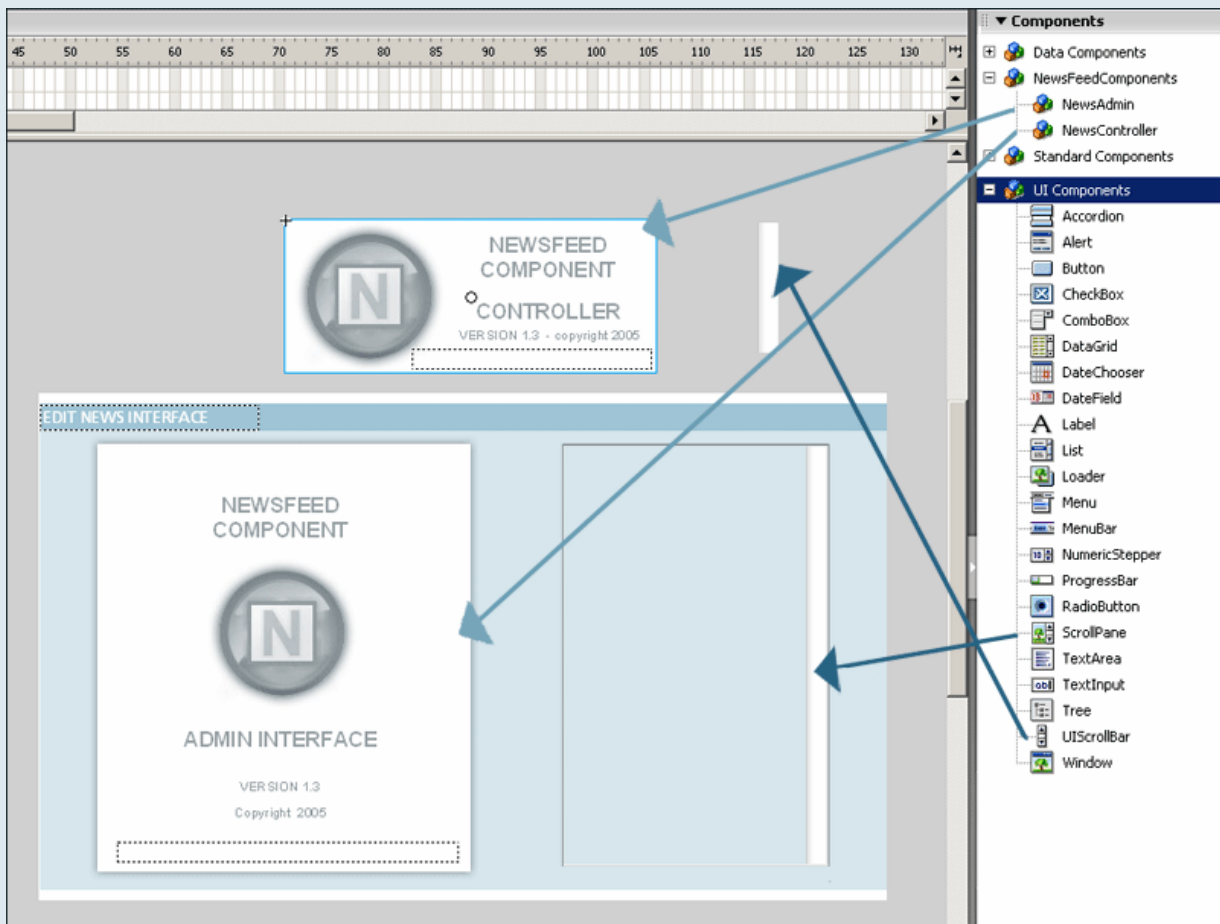 Components
45 50 55 60 65 70 75 80 85 90 95 100 105 110 115 120 125 130
Data Components
NewsFeedComponents
NewsAdmin
NewsController
Standard Components
UI Components
Accordion
Alert
Button
CheckBox
ComboBox
DataGrid
DateChooser
DateField
Label
List
Loader
Menu
MenuBar
NumericStepper
ProgressBar
RadioButton
ScrollPane
TextArea
TextInput
Tree
UIScrollBar
Window
N
NEWSFEED
COMPONENT
CONTROLLER
VERSION 1.3 - copyright 2005
EDIT NEWS INTERFACE
NEWSFEED
COMPONENT
N
ADMIN INTERFACE
VERSION 1.3
Copyright 2005